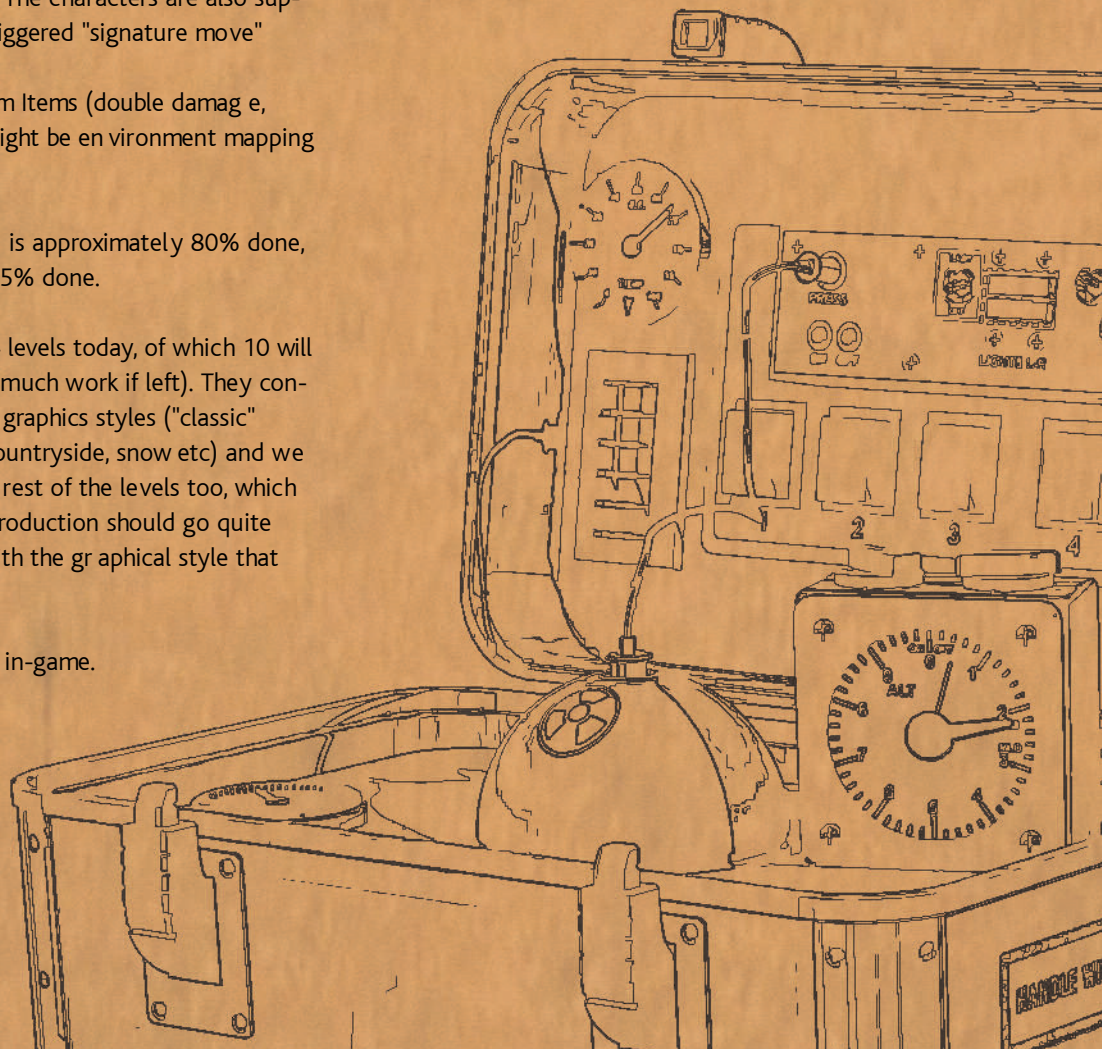 The characters are also sup-
iggered "signature move"
m Items (double damag e,
ight be en vironment mapping
is approximately 80% done,
5% done.
levels today, of which 10 will
much work if left). They con-
graphics styles ("classic"
ountryside, snow etc) and we
rest of the levels too, which
roduction should go quite
th the gr aphical style that
in-game.
PRESS
LIGHTS L-R
1
2
3
4
ALT
HANDLE WI